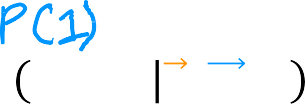 P(1)
( |→ → )